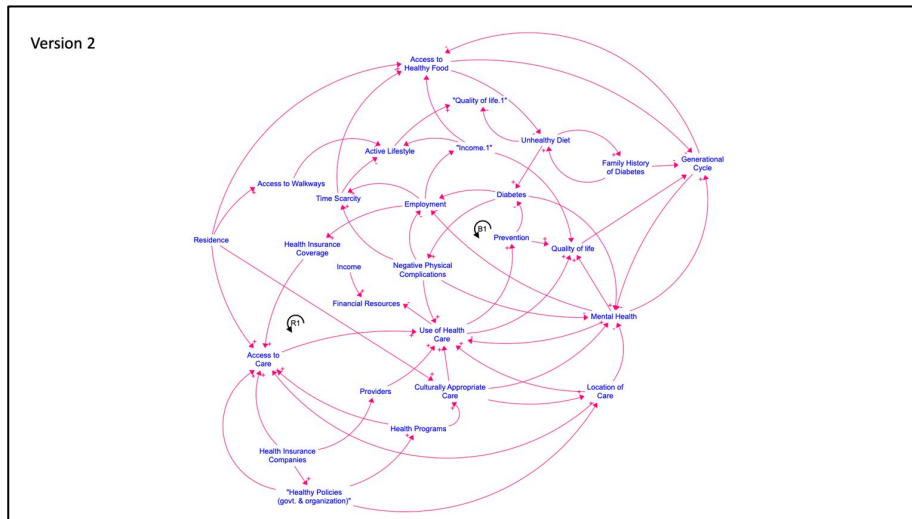 Version 2
Access to
Healthy Food
"Quality of life.1"
Unhealthy Diet
Active Lifestyle
"Income.1"
Family History
of Diabetes
Generational
Cycle
Access to Walkways
Time Scarcity
Employment
Diabetes
Residence
Health Insurance
Coverage
B1
Prevention
Quality of life
Income
Negative Physical
Complications
Financial Resources
R1
Use of Health
Care
Mental Health
Access to
Care
Providers
Culturally Appropriate
Care
Location of
Care
Health Programs
Health Insurance
Companies
"Healthy Policies
(govt. & organization)"